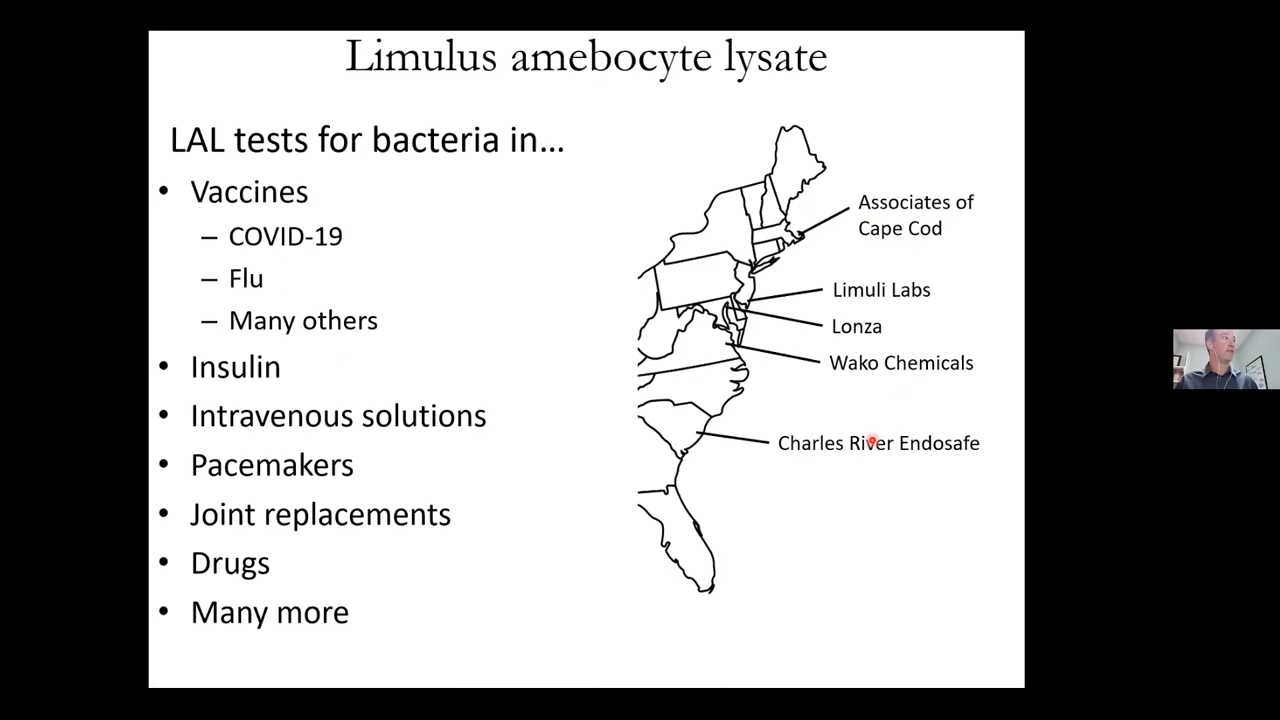 Limulus amebocyte lysate
LAL tests for bacteria in...
• Vaccines
– COVID-19
– Flu
– Many others
• Insulin
• Intravenous solutions
• Pacemakers
• Joint replacements
• Drugs
• Many more
Associates of
Cape Cod
Limuli Labs
Lonza
Wako Chemicals
Charles River Endosafe